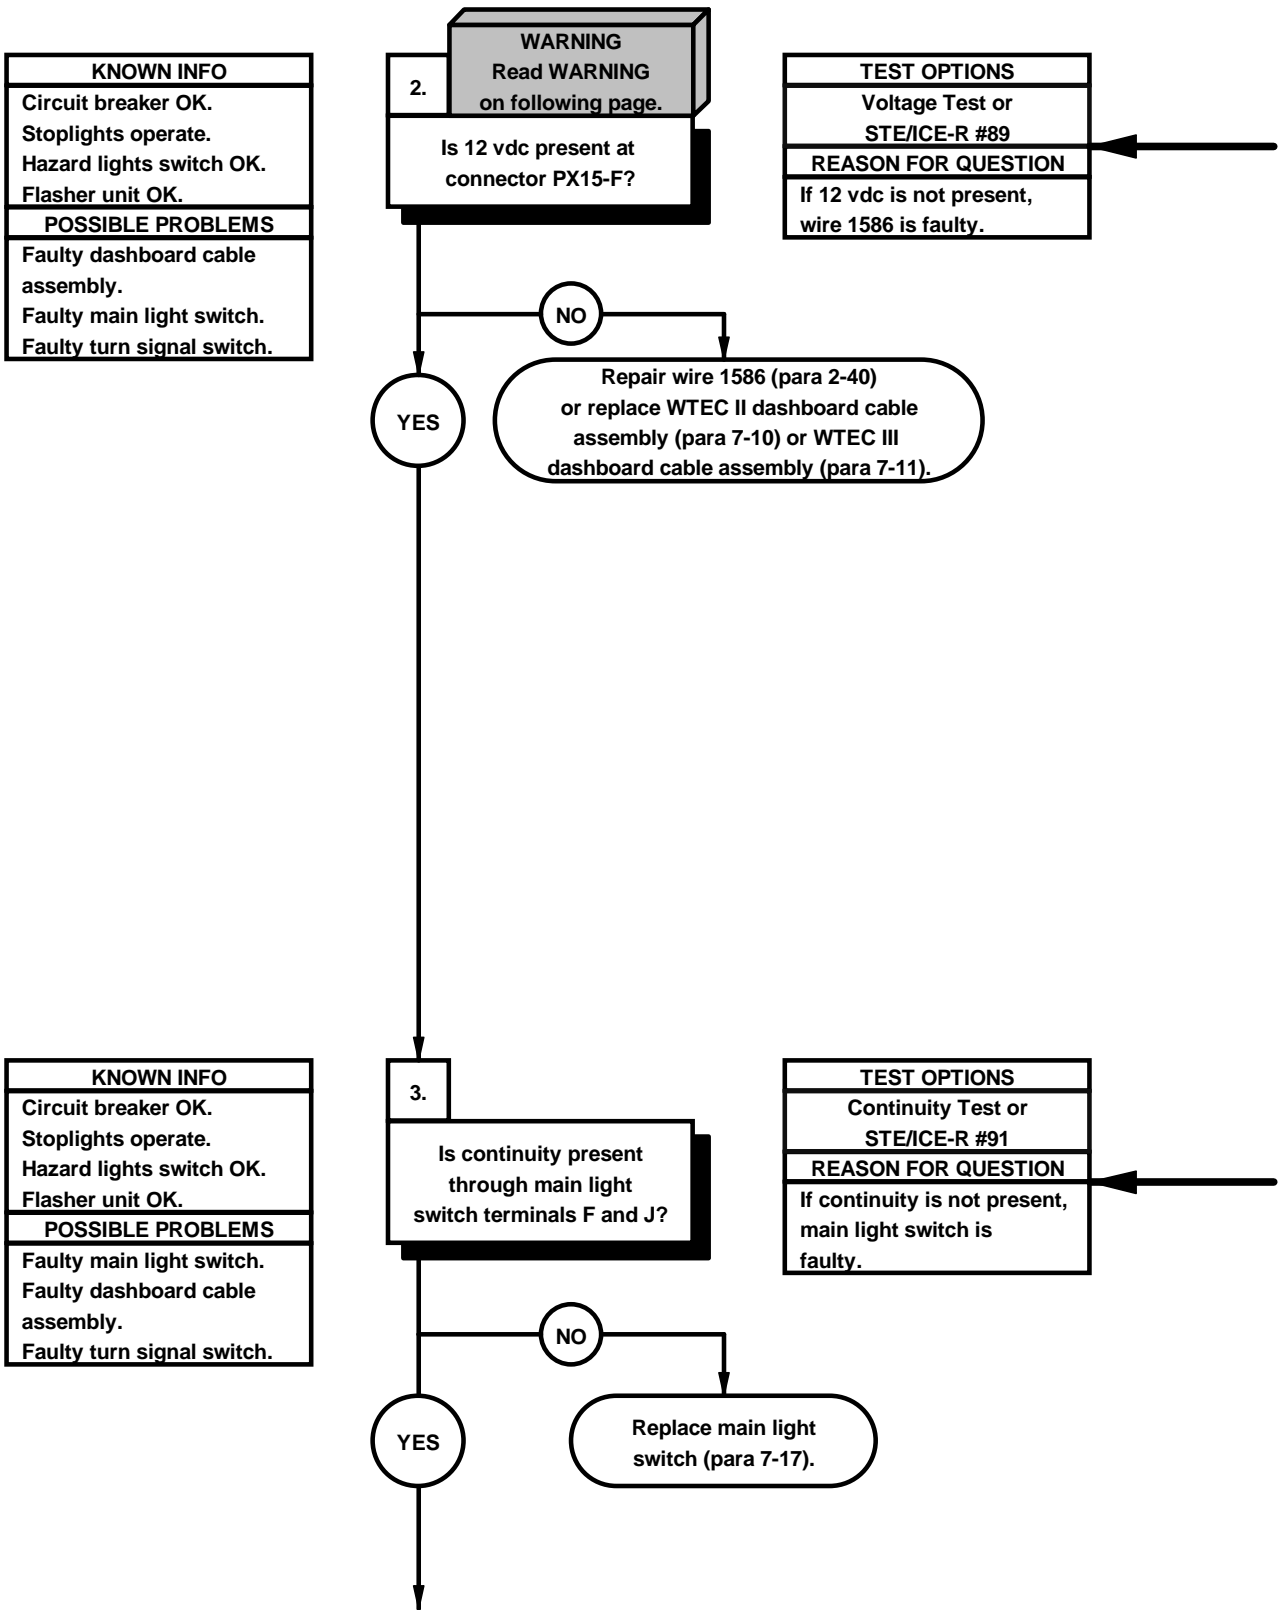 KNOWN INFO
Circuit breaker OK.
Stoplights operate.
Hazard lights switch OK.
Flasher unit OK.
POSSIBLE PROBLEMS
Faulty dashboard cable
assembly.
Faulty main light switch.
Faulty turn signal switch.
WARNING
Read WARNING
on following page.
2.
Is 12 vdc present at
connector PX15-F?
TEST OPTIONS
Voltage Test or
STE/ICE-R #89
REASON FOR QUESTION
If 12 vdc is not present,
wire 1586 is faulty.
NO
YES
Repair wire 1586 (para 2-40)
or replace WTEC II dashboard cable
assembly (para 7-10) or WTEC III
dashboard cable assembly (para 7-11).
KNOWN INFO
Circuit breaker OK.
Stoplights operate.
Hazard lights switch OK.
Flasher unit OK.
POSSIBLE PROBLEMS
Faulty main light switch.
Faulty dashboard cable
assembly.
Faulty turn signal switch.
3.
Is continuity present
through main light
switch terminals F and J?
TEST OPTIONS
Continuity Test or
STE/ICE-R #91
REASON FOR QUESTION
If continuity is not present,
main light switch is
faulty.
NO
YES
Replace main light
switch (para 7-17).